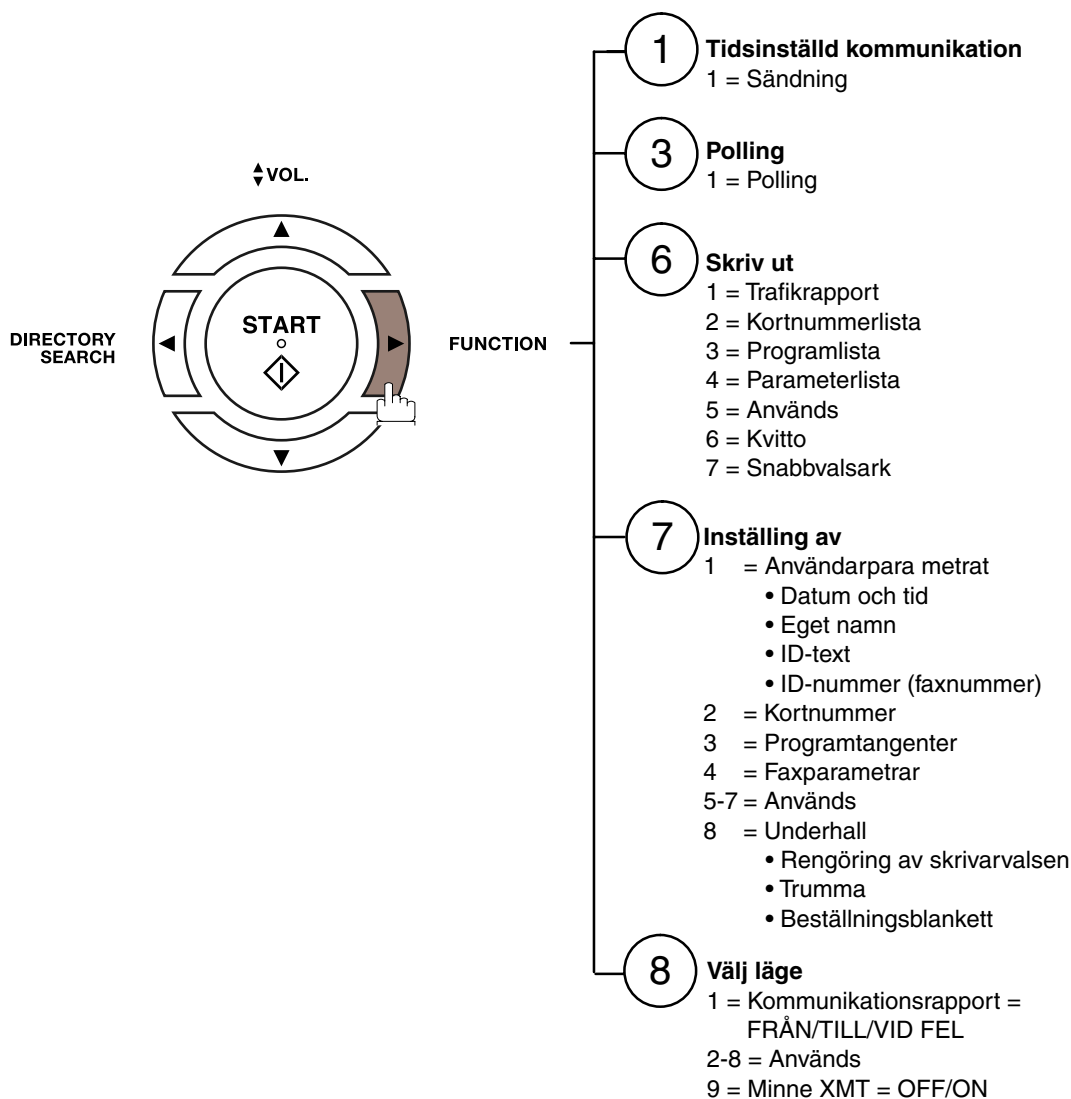 VOL.
DIRECTORY
SEARCH
START
FUNCTION
1 Tidsinställd kommunikation
1 = Sändning
3 Polling
1 = Polling
6 Skriv ut
1 = Trafikrapport
2 = Kortnummerlista
3 = Programlista
4 = Parameterlista
5 = Används
6 = Kvitto
7 = Snabbvalsark
7 Inställing av
1 = Användarpara metrat
• Datum och tid
• Eget namn
• ID-text
• ID-nummer (faxnummer)
2 = Kortnummer
3 = Programtangenter
4 = Faxparametrar
5-7 = Används
8 = Underhall
• Rengöring av skrivarvalsen
• Trumma
• Beställningsblankett
8 Välj läge
1 = Kommunikationsrapport =
FRÅN/TILL/VID FEL
2-8 = Används
9 = Minne XMT = OFF/ON